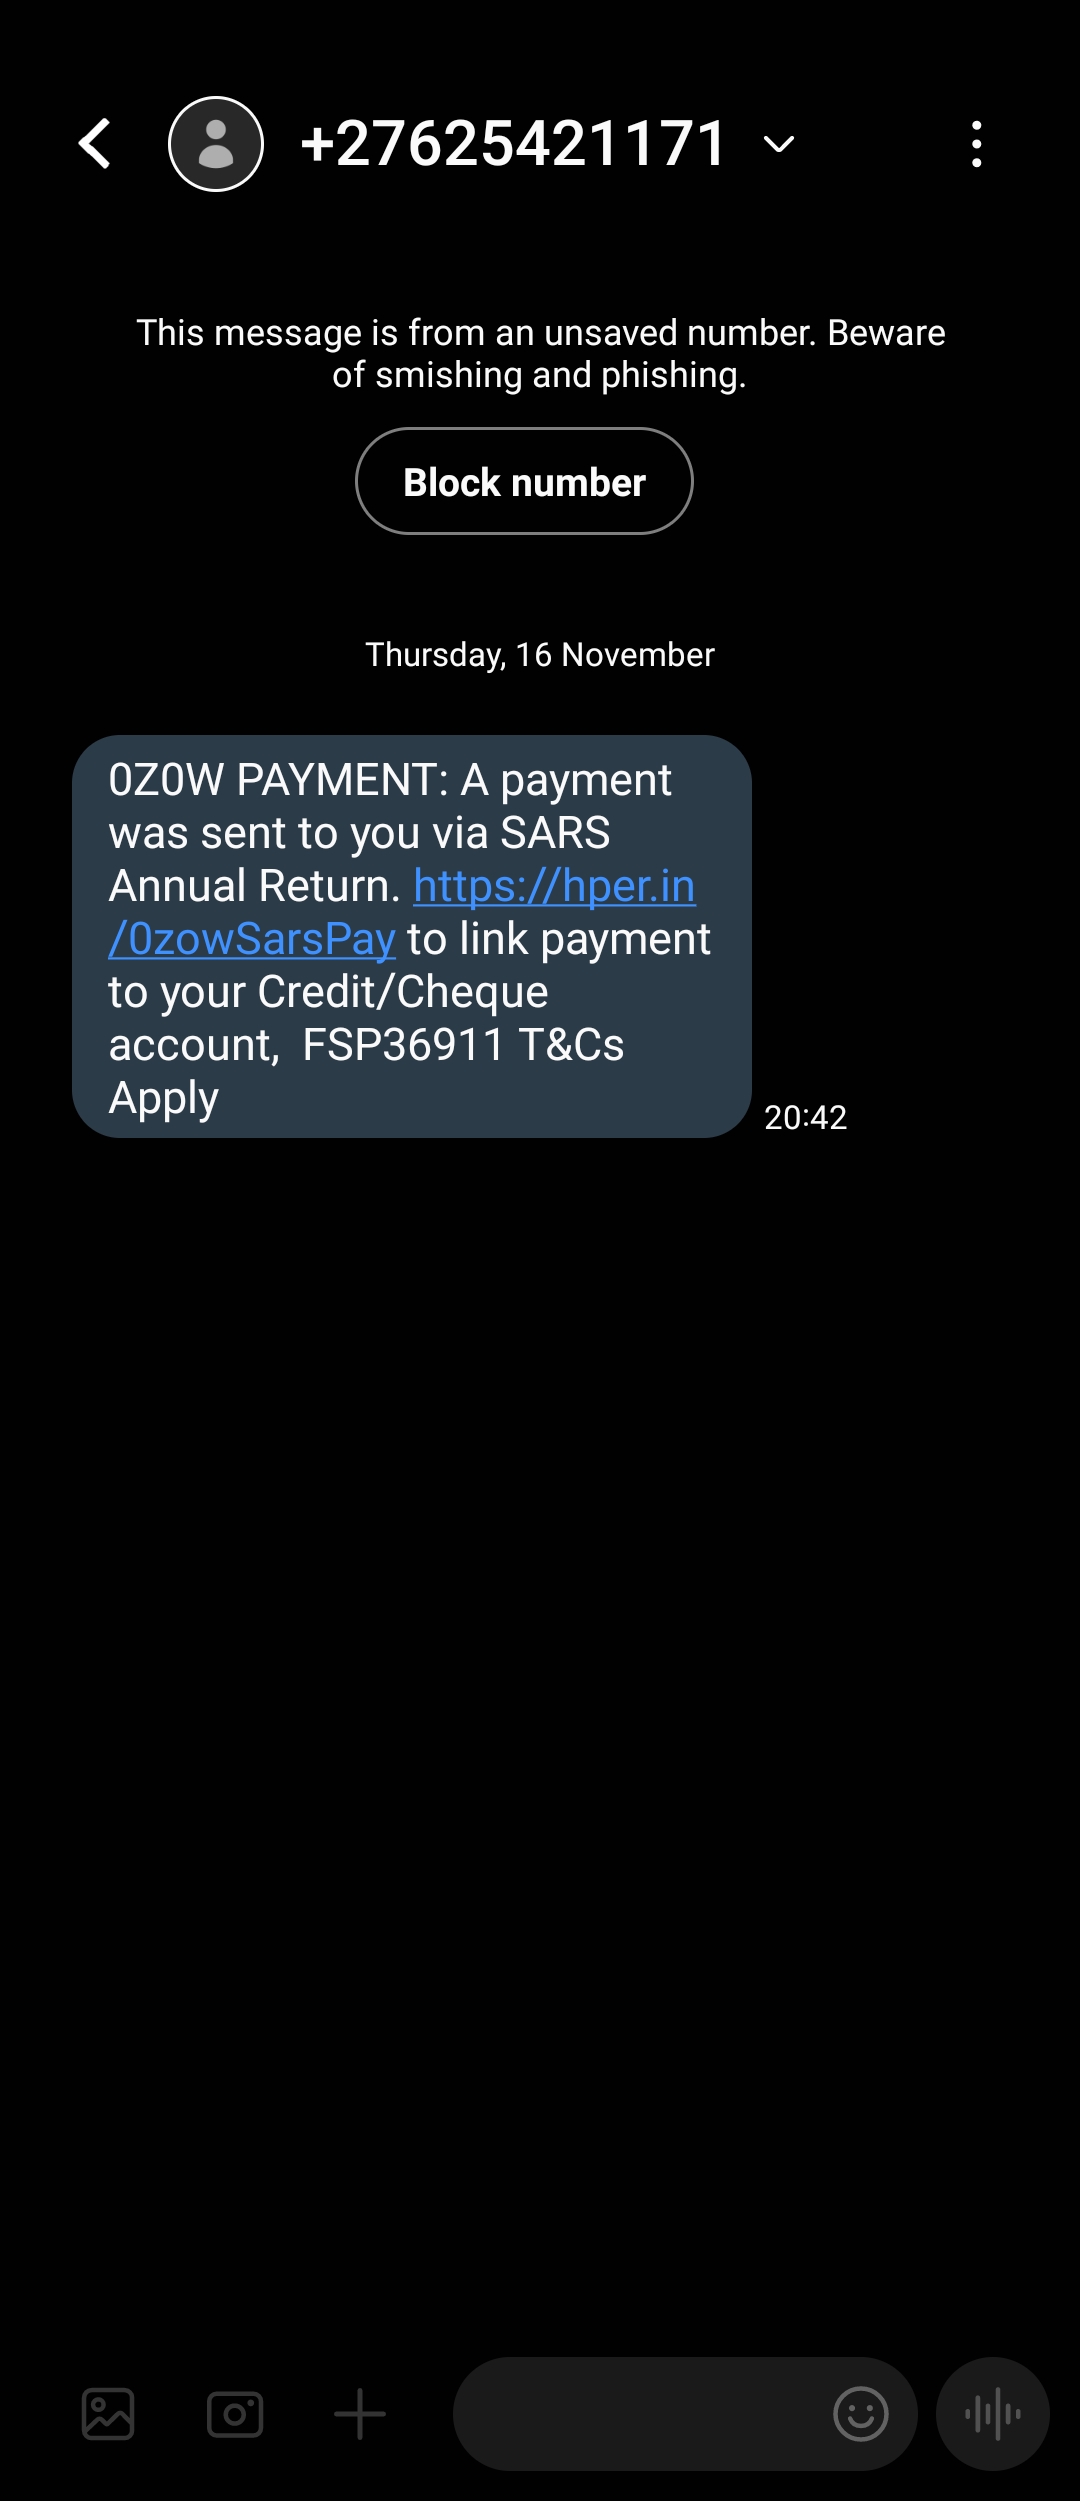 +27625421171
This message is from an unsaved number. Beware
of smishing and phishing.
Block number
Thursday, 16 November
0Z0W PAYMENT: A payment
was sent to you via SARS
Annual Return. https://hper.in
/0zowSarsPay to link payment
to your Credit/Cheque
account,  FSP36911 T&Cs
Apply
20:42